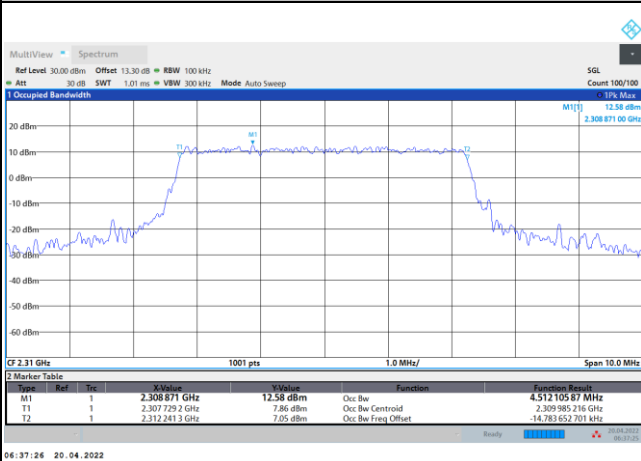 MultiView Spectrum
Ref Level 30.00 dBm Offset 13.30 dB RBW 100 kHz SGL
Att 30 dB SWT 1.01 ms VBW 300 kHz Mode Auto Sweep Count 100/100
1 Occupied Bandwidth 1Pk Max
M1[1] 12.58 dBm
2.308 871 00 GHz
20 dBm
M1
T1 T2
10 dBm
0 dBm
-10 dBm
-20 dBm
-30 dBm
-40 dBm
-50 dBm
-60 dBm
CF 2.31 GHz 1001 pts 1.0 MHz/ Span 10.0 MHz
2 Marker Table
Type Ref Trc X-Value Y-Value Function Function Result
M1 1 2.308 871 GHz 12.58 dBm Occ Bw 4.512 105 87 MHz
T1 1 2.307 729 2 GHz 7.86 dBm Occ Bw Centroid 2.309 985 216 GHz
T2 1 2.312 241 3 GHz 7.05 dBm Occ Bw Freq Offset -14.783 652 701 kHz
Ready 20.04.2022
06:37:25
06:37:26 20.04.2022